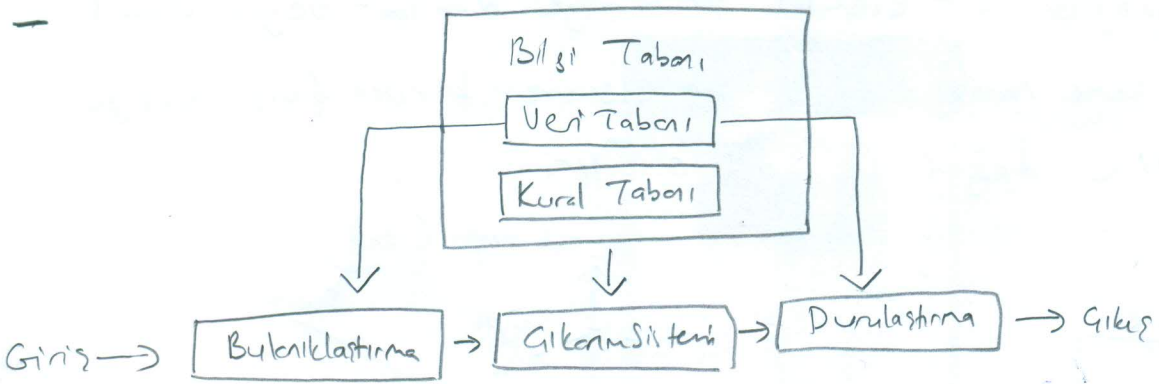 Bilgi Tabanı
Veri Tabanı
Kural Tabanı
Giriş → Bulanıklaştırma → Çıkarım Sistemi → Durulaştırma → Çıkış